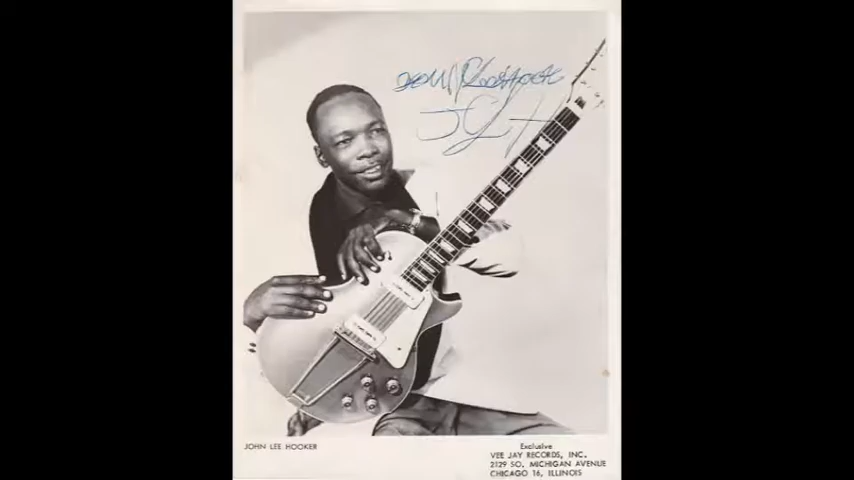 JOHN LEE HOOKER
Exclusive
VEE JAY RECORDS, INC.
2129 SO. MICHIGAN AVENUE
CHICAGO 16, ILLINOIS